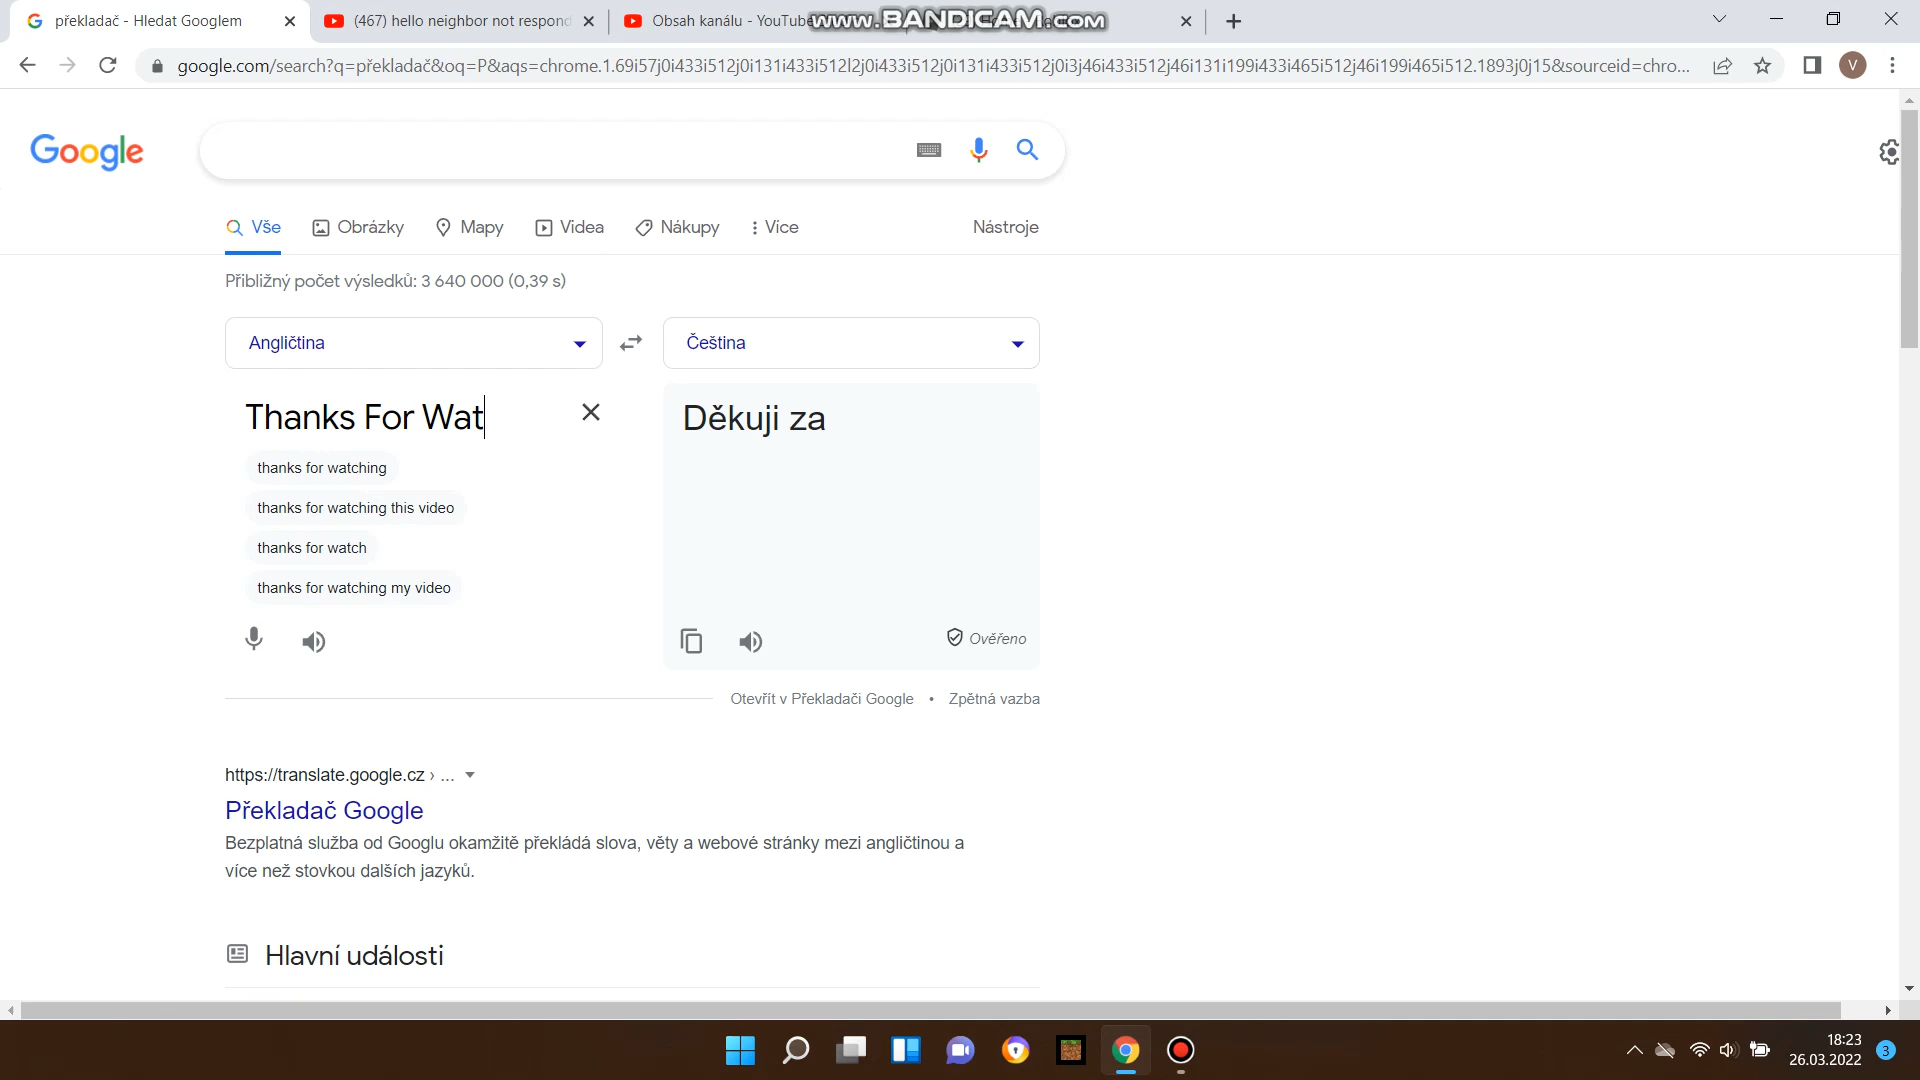 překladač - Hledat Googlem
(467) hello neighbor not respond
Obsah kanálu - YouTube
www.BANDICAM.com
google.com/search?q=překladač&oq=P&aqs=chrome.1.69i57j0i433i512j0i131i433i512l2j0i433i512j0i131i433i512j0i3j46i433i512j46i131i199i433i465i512j46i199i465i512.1893j0j15&sourceid=chro...
V
Google
Vše
Obrázky
Mapy
Videa
Nákupy
Více
Nástroje
Přibližný počet výsledků: 3 640 000 (0,39 s)
Angličtina
Čeština
Thanks For Wat
Děkuji za
thanks for watching
thanks for watching this video
thanks for watch
thanks for watching my video
Ověřeno
Otevřít v Překladači Google • Zpětná vazba
https://translate.google.cz › ...
Překladač Google
Bezplatná služba od Googlu okamžitě překládá slova, věty a webové stránky mezi angličtinou a
více než stovkou dalších jazyků.
Hlavní události
18:23
26.03.2022
3